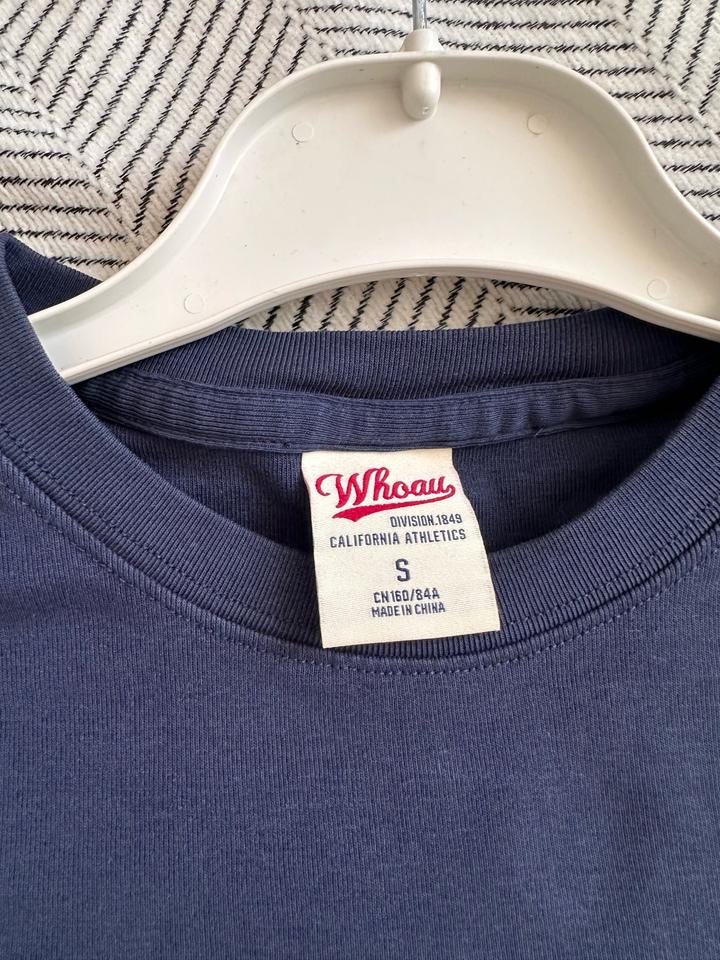 Whoau
DIVISION.1849
CALIFORNIA ATHLETICS
S
CN160/84A
MADE IN CHINA